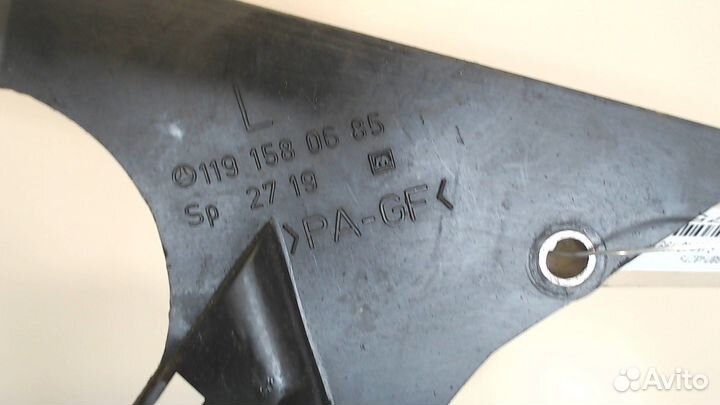 L
119 158 06 85
Sp 27 19
>PA-GF<
Avito